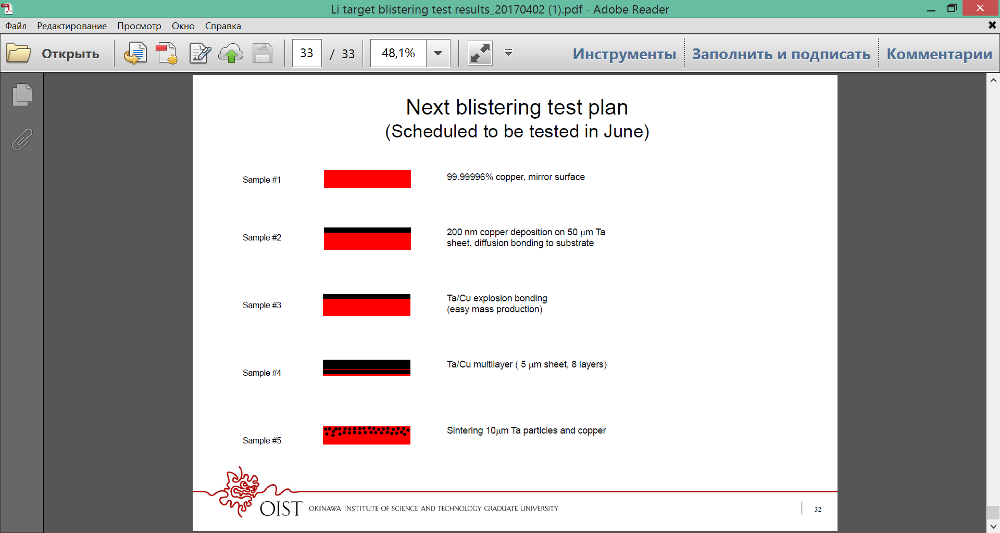 Li target blistering test results_20170402 (1).pdf - Adobe Reader
Файл Редактирование Просмотр Окно Справка
Открыть 33 / 33 48,1% Инструменты Заполнить и подписать Комментарии
Next blistering test plan
(Scheduled to be tested in June)
Sample #1
99.99996% copper, mirror surface
Sample #2
200 nm copper deposition on 50 μm Ta
sheet, diffusion bonding to substrate
Sample #3
Ta/Cu explosion bonding
(easy mass production)
Sample #4
Ta/Cu multilayer ( 5 μm sheet, 8 layers)
Sample #5
Sintering 10μm Ta particles and copper
OIST OKINAWA INSTITUTE OF SCIENCE AND TECHNOLOGY GRADUATE UNIVERSITY
32